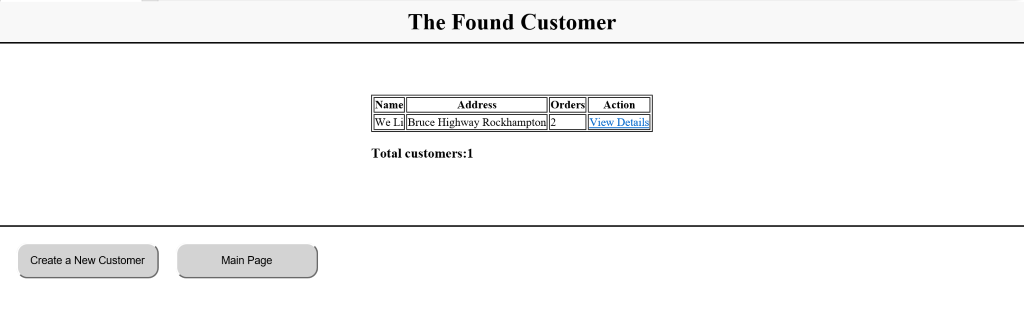 The Found Customer
Name Address Orders Action
We Li Bruce Highway Rockhampton 2 View Details
Total customers:1
Create a New Customer Main Page